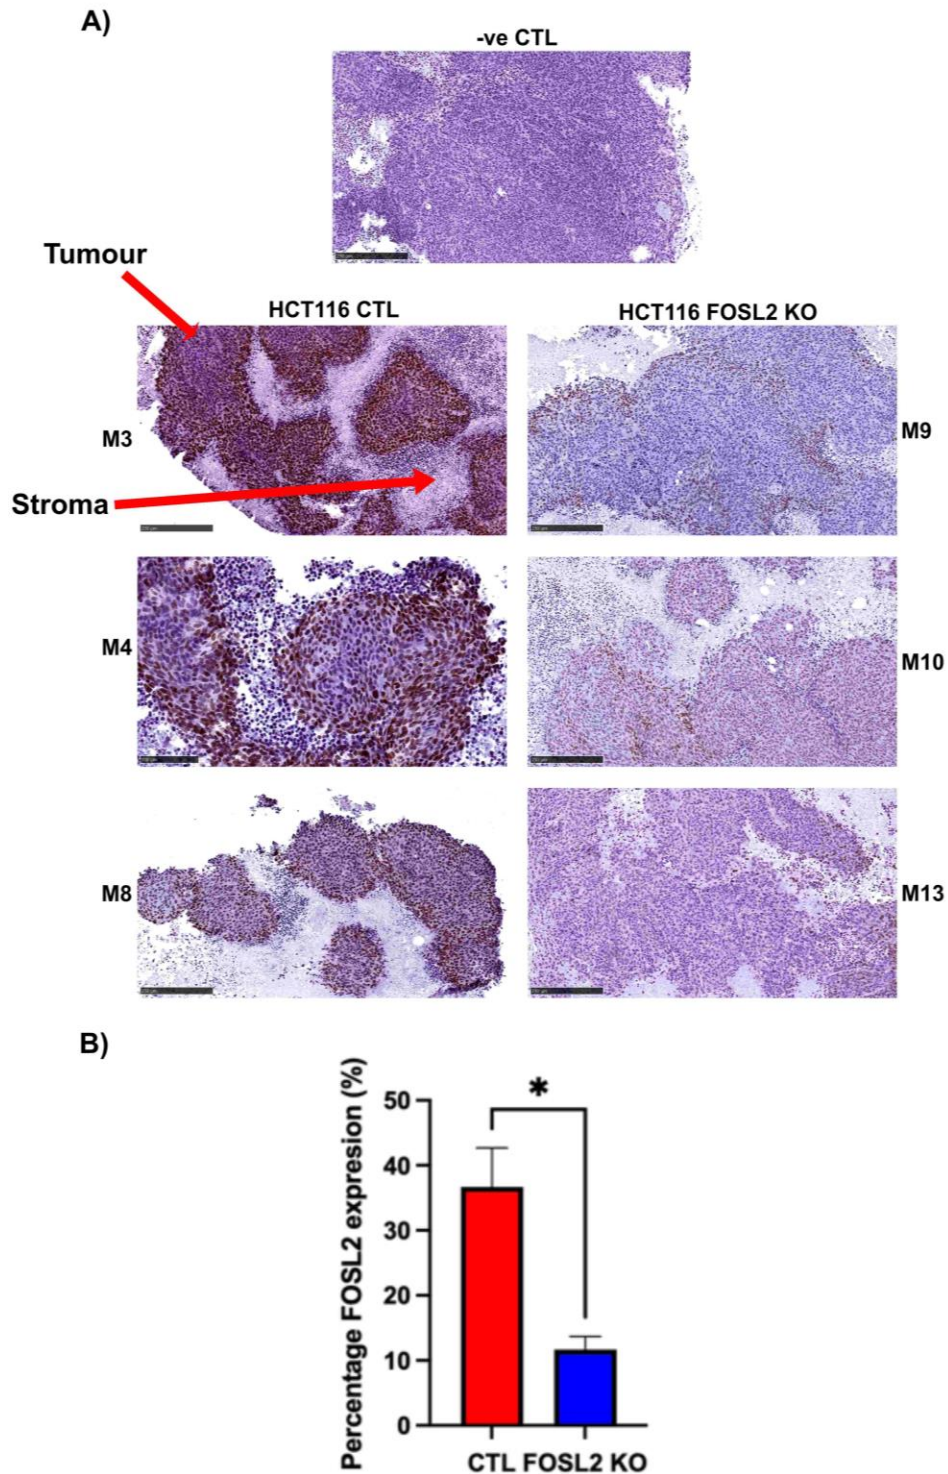 A)
-ve CTL
Tumour
HCT116 CTL
HCT116 FOSL2 KO
M3
M9
Stroma
M4
M10
M8
M13
B)
Percentage FOSL2 expresion (%)
50
40
30
20
10
0
*
CTL FOSL2 KO